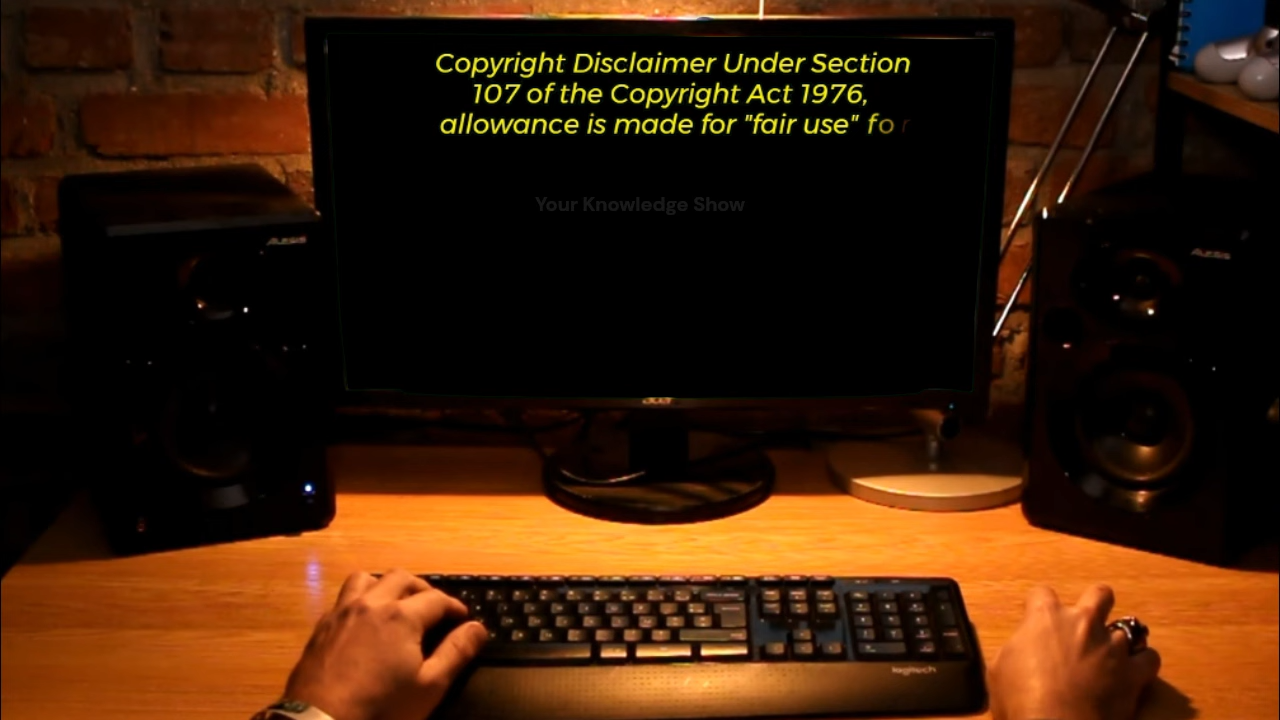 Copyright Disclaimer Under Section
107 of the Copyright Act 1976,
allowance is made for "fair use" for
Your Knowledge Show
acer
logitech